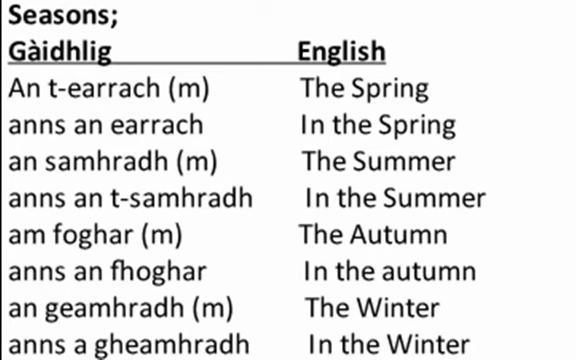 Seasons;
Gàidhlig English
An t-earrach (m) The Spring
anns an earrach In the Spring
an samhradh (m) The Summer
anns an t-samhradh In the Summer
am foghar (m) The Autumn
anns an fhoghar In the autumn
an geamhradh (m) The Winter
anns a gheamhradh In the Winter